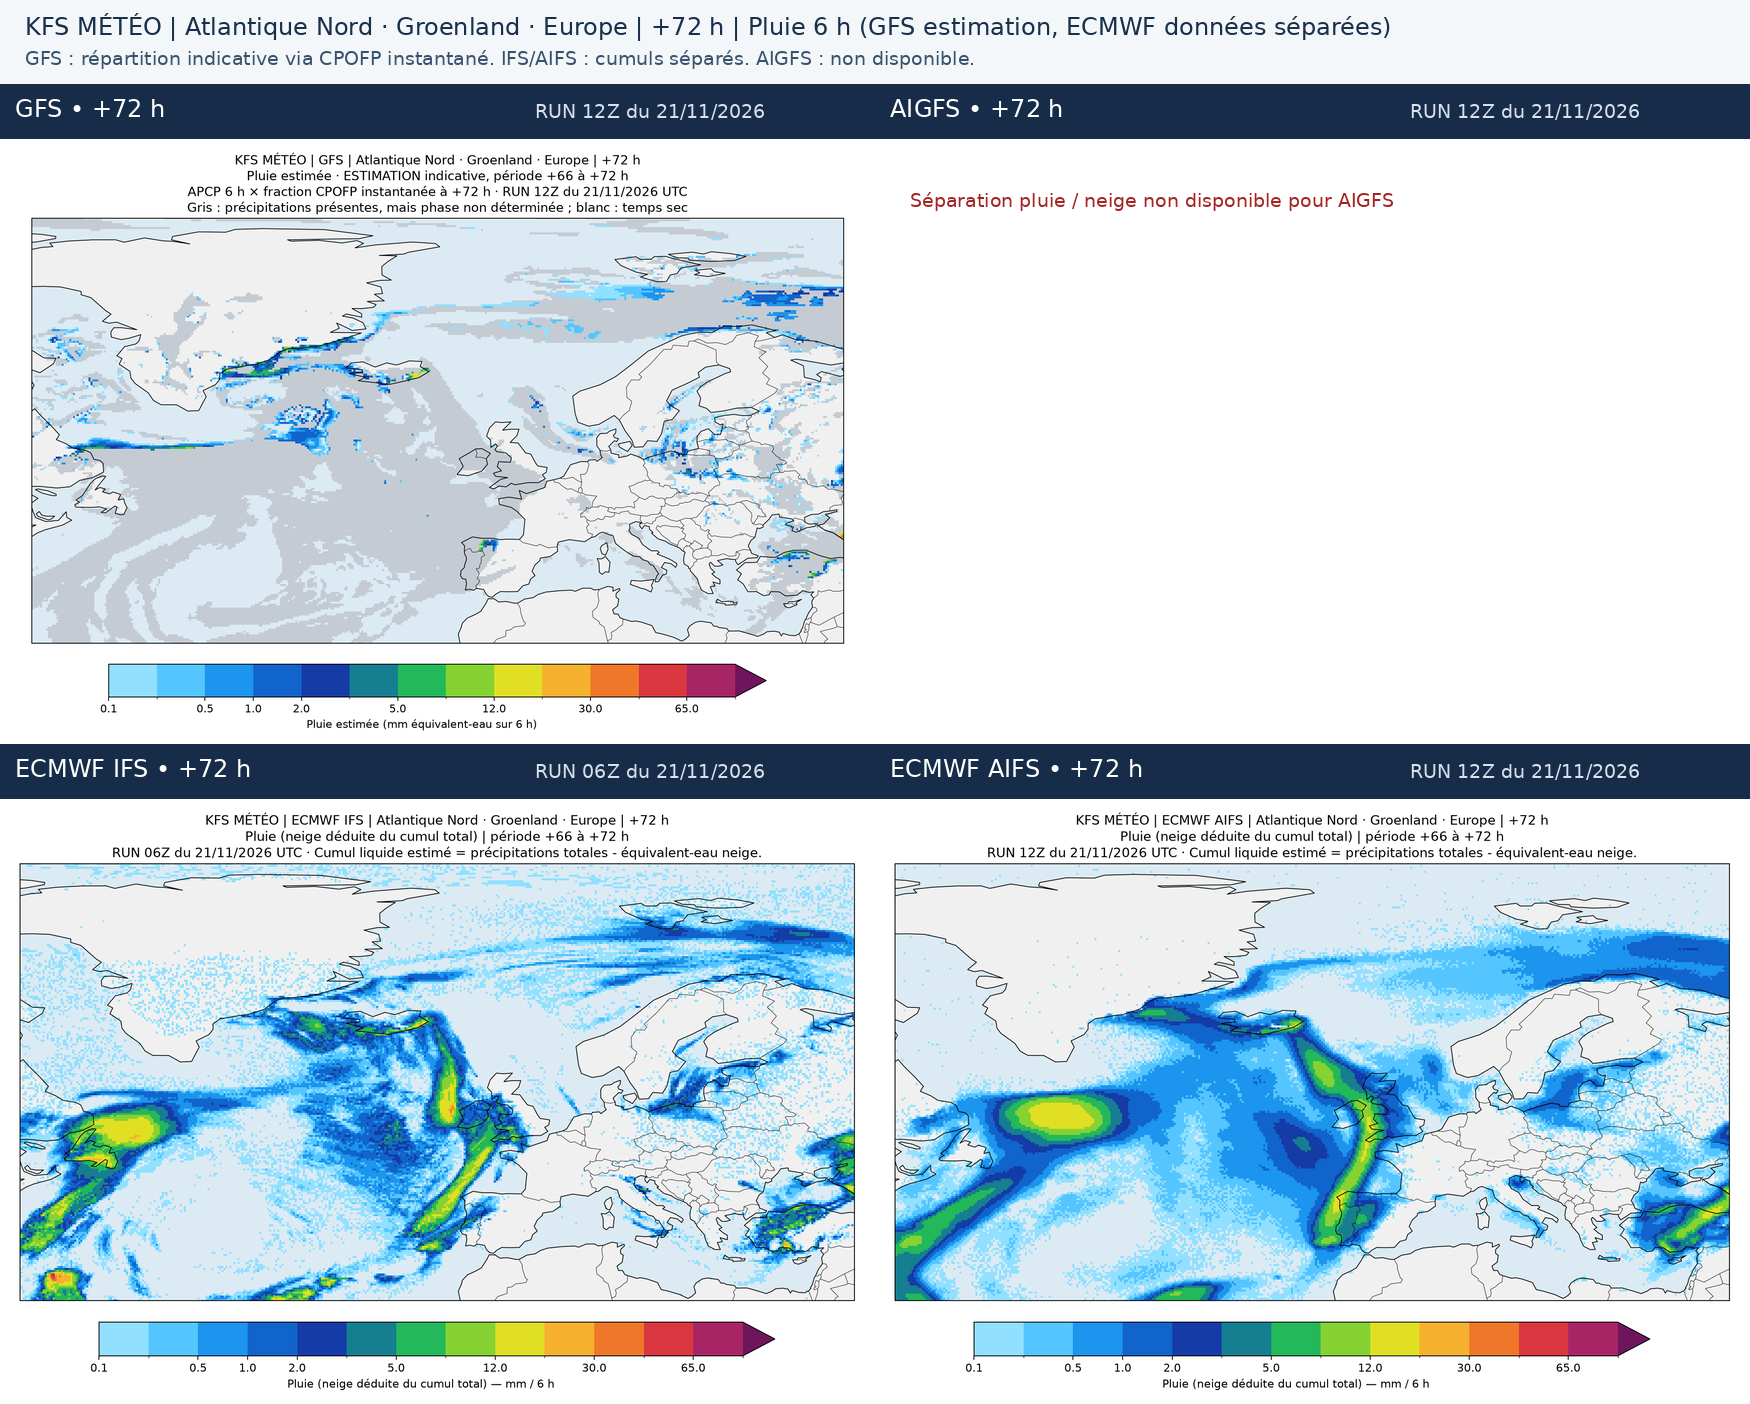 KFS MÉTÉO | Atlantique Nord · Groenland · Europe | +72 h | Pluie 6 h (GFS estimation, ECMWF données séparées)
GFS : répartition indicative via CPOFP instantané. IFS/AIFS : cumuls séparés. AIGFS : non disponible.
GFS • +72 h
RUN 12Z du 21/11/2026
AIGFS • +72 h
RUN 12Z du 21/11/2026
KFS MÉTÉO | GFS | Atlantique Nord · Groenland · Europe | +72 h
Pluie estimée · ESTIMATION indicative, période +66 à +72 h
APCP 6 h × fraction CPOFP instantanée à +72 h · RUN 12Z du 21/11/2026 UTC
Gris : précipitations présentes, mais phase non déterminée ; blanc : temps sec
Séparation pluie / neige non disponible pour AIGFS
0.1 0.5 1.0 2.0 5.0 12.0 30.0 65.0
Pluie estimée (mm équivalent-eau sur 6 h)
ECMWF IFS • +72 h
RUN 06Z du 21/11/2026
ECMWF AIFS • +72 h
RUN 12Z du 21/11/2026
KFS MÉTÉO | ECMWF IFS | Atlantique Nord · Groenland · Europe | +72 h
Pluie (neige déduite du cumul total) | période +66 à +72 h
RUN 06Z du 21/11/2026 UTC · Cumul liquide estimé = précipitations totales - équivalent-eau neige.
KFS MÉTÉO | ECMWF AIFS | Atlantique Nord · Groenland · Europe | +72 h
Pluie (neige déduite du cumul total) | période +66 à +72 h
RUN 12Z du 21/11/2026 UTC · Cumul liquide estimé = précipitations totales - équivalent-eau neige.
0.1 0.5 1.0 2.0 5.0 12.0 30.0 65.0
Pluie (neige déduite du cumul total) — mm / 6 h
0.1 0.5 1.0 2.0 5.0 12.0 30.0 65.0
Pluie (neige déduite du cumul total) — mm / 6 h